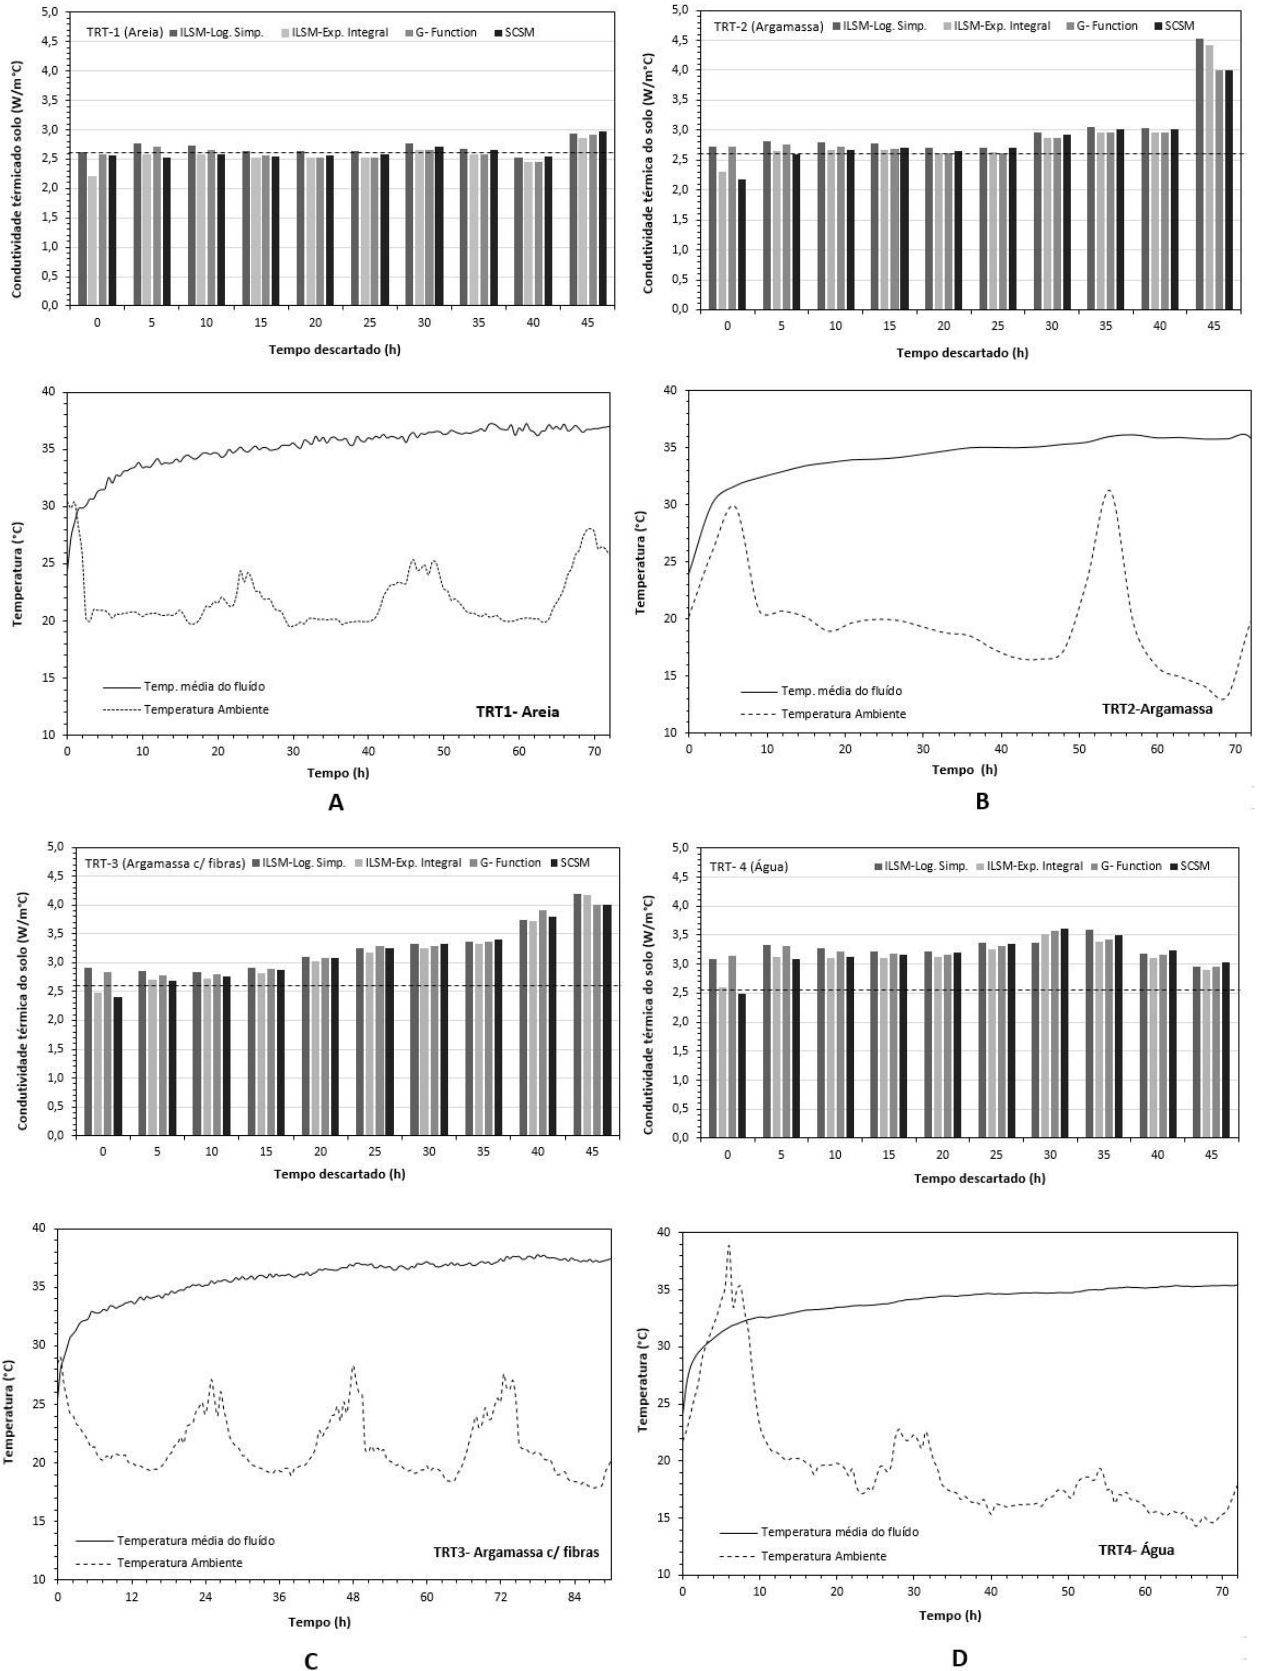 5,0
4,5
4,0
3,5
3,0
2,5
2,0
1,5
1,0
0,5
0,0
Condutividade térmicado solo (W/m°C)
TRT-1 (Areia) ILSM-Log. Simp. ILSM-Exp. Integral G- Function SCSM
0 5 10 15 20 25 30 35 40 45
Tempo descartado (h)
5,0
4,5
4,0
3,5
3,0
2,5
2,0
1,5
1,0
0,5
0,0
Condutividade térmica do solo (W/m°C)
TRT-2 (Argamassa) ILSM-Log. Simp. ILSM-Exp. Integral G- Function SCSM
0 5 10 15 20 25 30 35 40 45
Tempo descartado (h)
40
35
30
25
20
15
10
Temperatura (°C)
Temp. média do fluído
Temperatura Ambiente
TRT1- Areia
0 10 20 30 40 50 60 70
Tempo (h)
A
40
35
30
25
20
15
10
Temperatura (°C)
Temp. média do fluído
Temperatura Ambiente
TRT2-Argamassa
0 10 20 30 40 50 60 70
Tempo (h)
B
5,0
4,5
4,0
3,5
3,0
2,5
2,0
1,5
1,0
0,5
0,0
Condutividade térmica do solo (W/m°C)
TRT-3 (Argamassa c/ fibras) ILSM-Log. Simp. ILSM-Exp. Integral G- Function SCSM
0 5 10 15 20 25 30 35 40 45
Tempo descartado (h)
5,0
4,5
4,0
3,5
3,0
2,5
2,0
1,5
1,0
0,5
0,0
Condutividade térmica do solo (W/m°C)
TRT- 4 (Água) ILSM-Log. Simp. ILSM-Exp. Integral G- Function SCSM
0 5 10 15 20 25 30 35 40 45
Tempo descartado (h)
40
35
30
25
20
15
10
Temperatura (°C)
Temperatura média do fluído
Temperatura Ambiente
TRT3- Argamassa c/ fibras
0 12 24 36 48 60 72 84
Tempo (h)
C
40
35
30
25
20
15
10
Temperatura (°C)
Temperatura média do fluído
Temperatura Ambiente
TRT4- Água
0 10 20 30 40 50 60 70
Tempo (h)
D